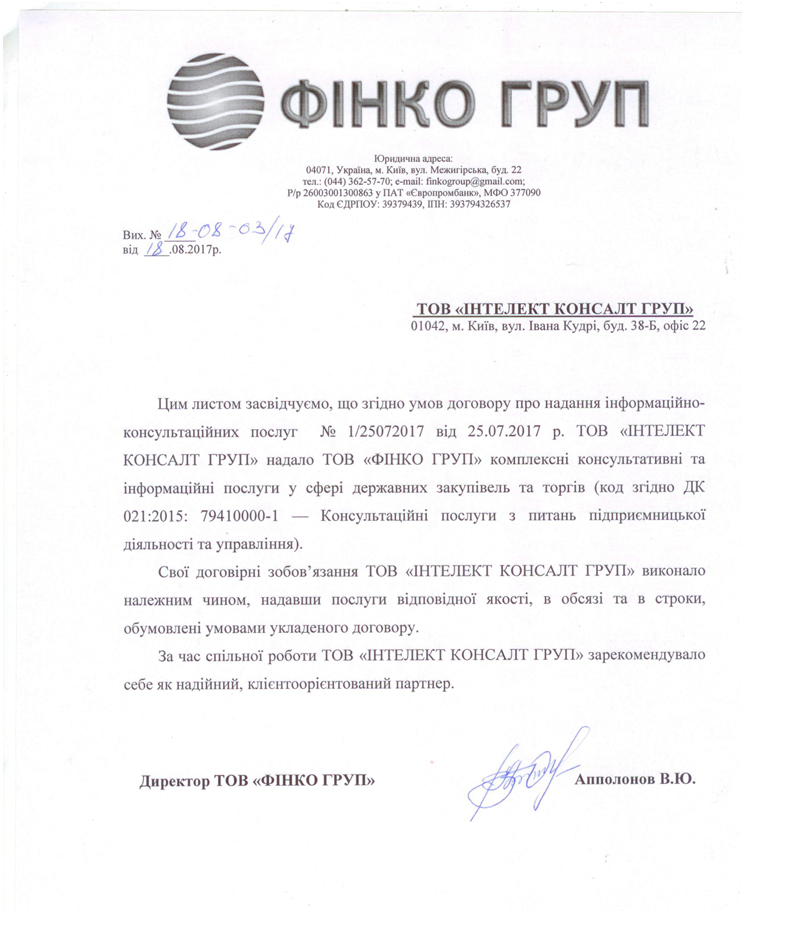 ФІНКО ГРУП
Юридична адреса:
04071, Україна, м. Київ, вул. Межигірська, буд. 22
тел.: (044) 362-57-70; e-mail: finkogroup@gmail.com;
Р/р 26003001300863 у ПАТ «Європромбанк», МФО 377090
Код ЄДРПОУ: 39379439, ІПН: 393794326537
Вих. № 18-08-03/17
від 18.08.2017р.
ТОВ «ІНТЕЛЕКТ КОНСАЛТ ГРУП»
01042, м. Київ, вул. Івана Кудрі, буд. 38-Б, офіс 22
Цим листом засвідчуємо, що згідно умов договору про надання інформаційно-
консультаційних послуг № 1/25072017 від 25.07.2017 р. ТОВ «ІНТЕЛЕКТ
КОНСАЛТ ГРУП» надало ТОВ «ФІНКО ГРУП» комплексні консультативні та
інформаційні послуги у сфері державних закупівель та торгів (код згідно ДК
021:2015: 79410000-1 — Консультаційні послуги з питань підприємницької
діяльності та управління).
Свої договірні зобов’язання ТОВ «ІНТЕЛЕКТ КОНСАЛТ ГРУП» виконало
належним чином, надавши послуги відповідної якості, в обсязі та в строки,
обумовлені умовами укладеного договору.
За час спільної роботи ТОВ «ІНТЕЛЕКТ КОНСАЛТ ГРУП» зарекомендувало
себе як надійний, клієнтоорієнтований партнер.
Директор ТОВ «ФІНКО ГРУП» Апполонов В.Ю.